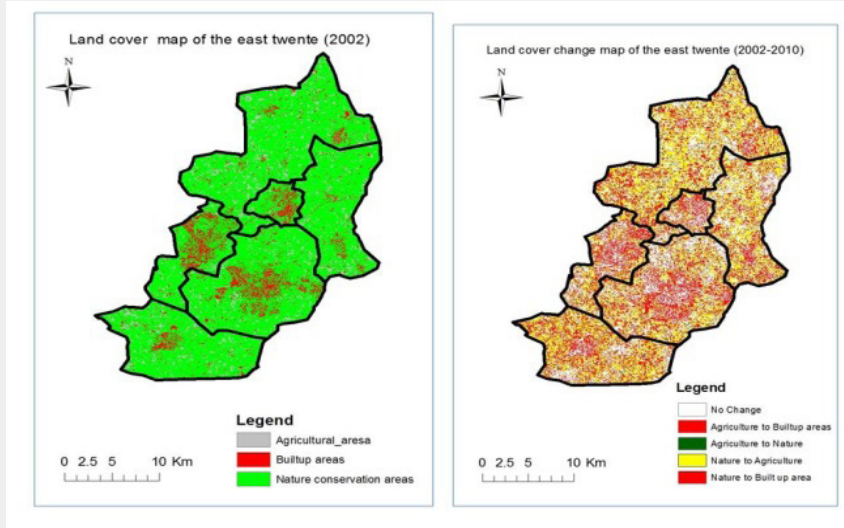 Land cover map of the east twente (2002)
N
Legend
Agricultural_aresa
Builtup areas
Nature conservation areas
0 2.5 5 10 Km
Land cover change map of the east twente (2002-2010)
N
Legend
No Change
Agriculture to Builtup areas
Agriculture to Nature
Nature to Agriculture
Nature to Built up area
0 2.5 5 10 Km